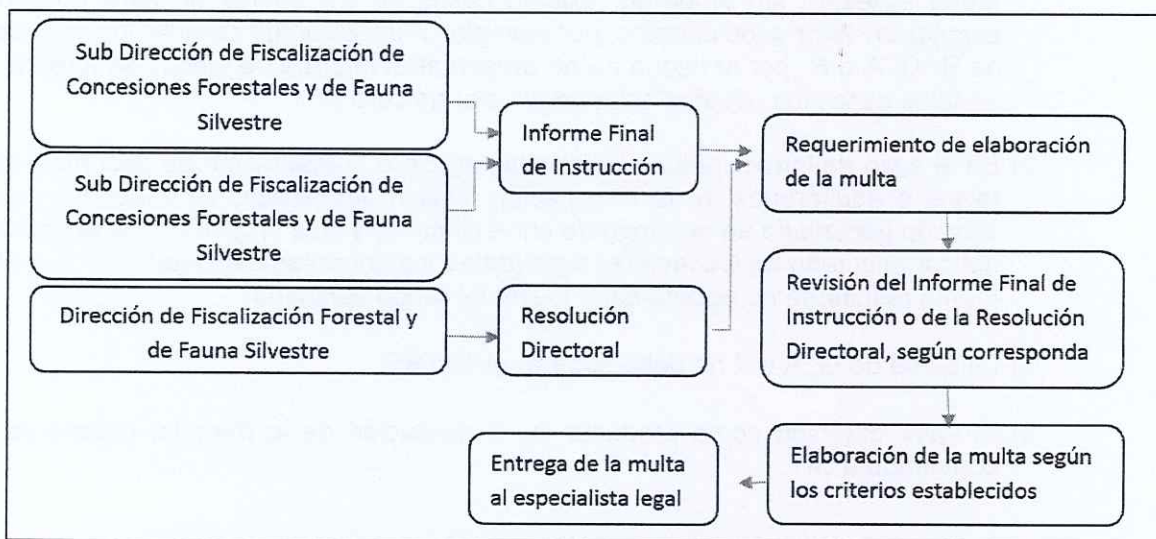 Sub Dirección de Fiscalización de
Concesiones Forestales y de Fauna
Silvestre
Sub Dirección de Fiscalización de
Concesiones Forestales y de Fauna
Silvestre
Dirección de Fiscalización Forestal y
de Fauna Silvestre
Informe Final
de Instrucción
Resolución
Directoral
Requerimiento de elaboración
de la multa
Revisión del Informe Final de
Instrucción o de la Resolución
Directoral, según corresponda
Elaboración de la multa según
los criterios establecidos
Entrega de la multa
al especialista legal